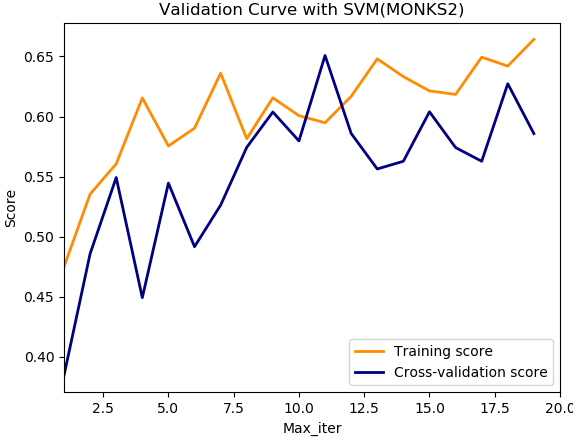 Validation Curve with SVM(MONKS2)
Score
0.65
0.60
0.55
0.50
0.45
0.40
Training score
Cross-validation score
2.5 5.0 7.5 10.0 12.5 15.0 17.5 20.0
Max_iter